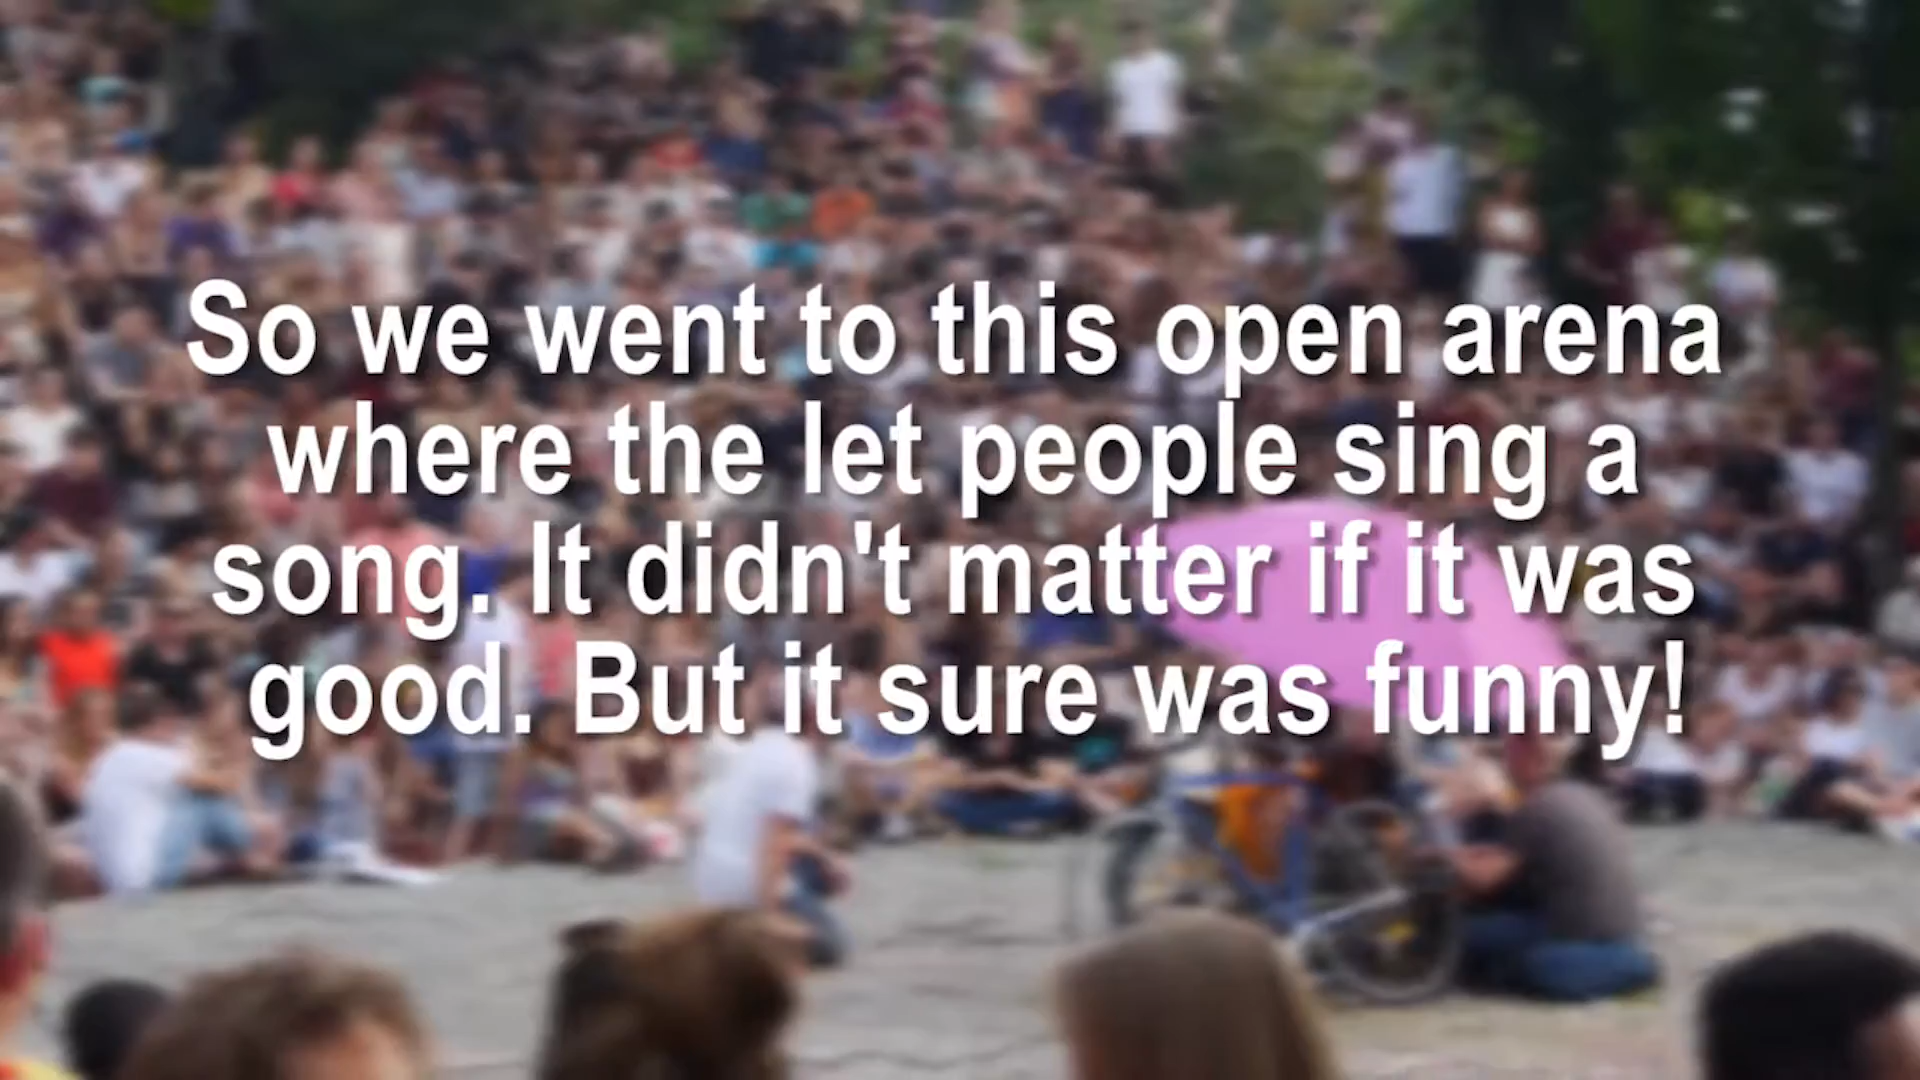 So we went to this open arena
where the let people sing a
song. It didn't matter if it was
good. But it sure was funny!